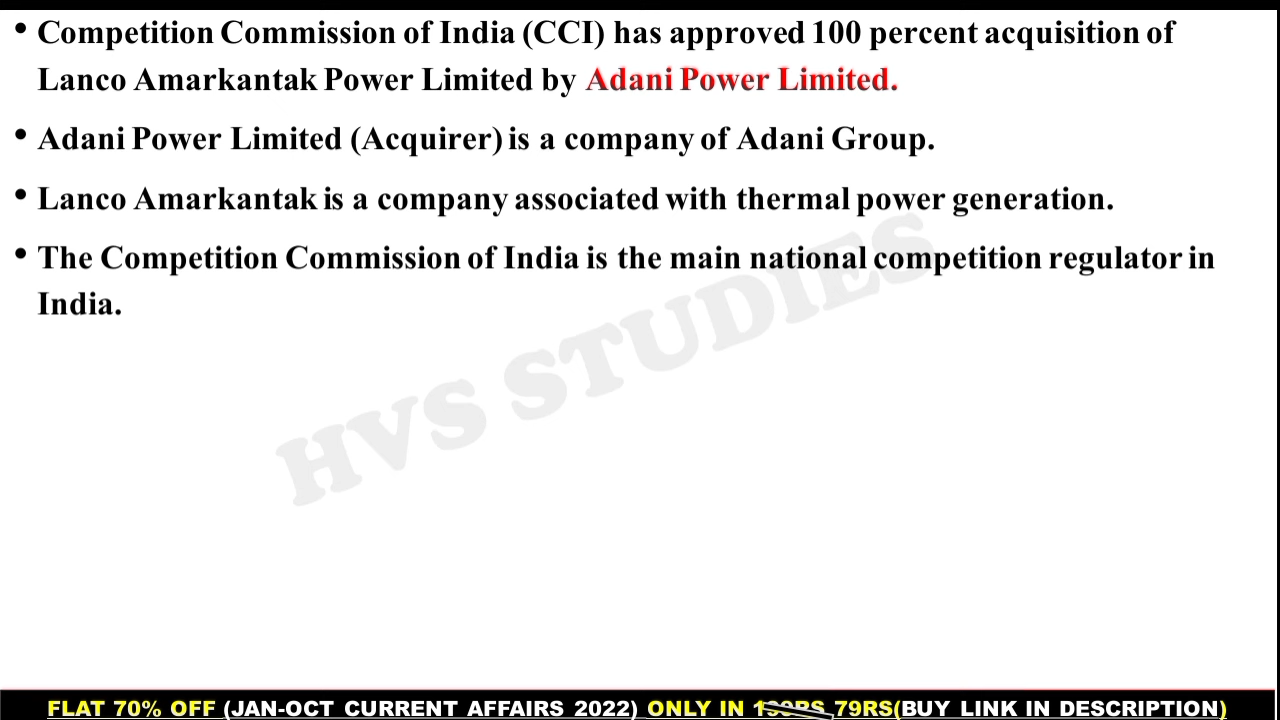 • Competition Commission of India (CCI) has approved 100 percent acquisition of
Lanco Amarkantak Power Limited by Adani Power Limited.
• Adani Power Limited (Acquirer) is a company of Adani Group.
• Lanco Amarkantak is a company associated with thermal power generation.
• The Competition Commission of India is the main national competition regulator in
India.
HVS STUDIES
FLAT 70% OFF (JAN-OCT CURRENT AFFAIRS 2022) ONLY IN 79RS(BUY LINK IN DESCRIPTION)